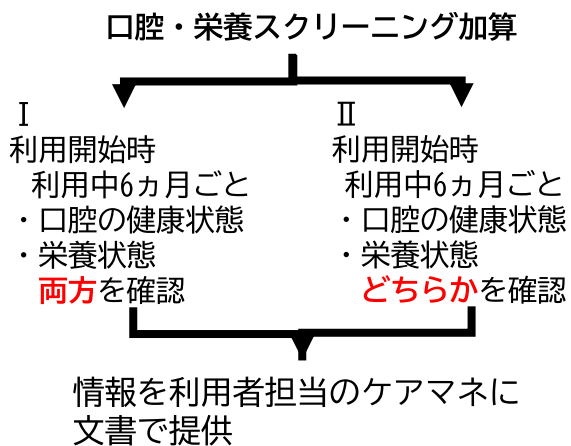 口腔・栄養スクリーニング加算
Ⅰ
利用開始時
利用中6ヵ月ごと
・口腔の健康状態
・栄養状態
両方を確認
Ⅱ
利用開始時
利用中6ヵ月ごと
・口腔の健康状態
・栄養状態
どちらかを確認
情報を利用者担当のケアマネに
文書で提供